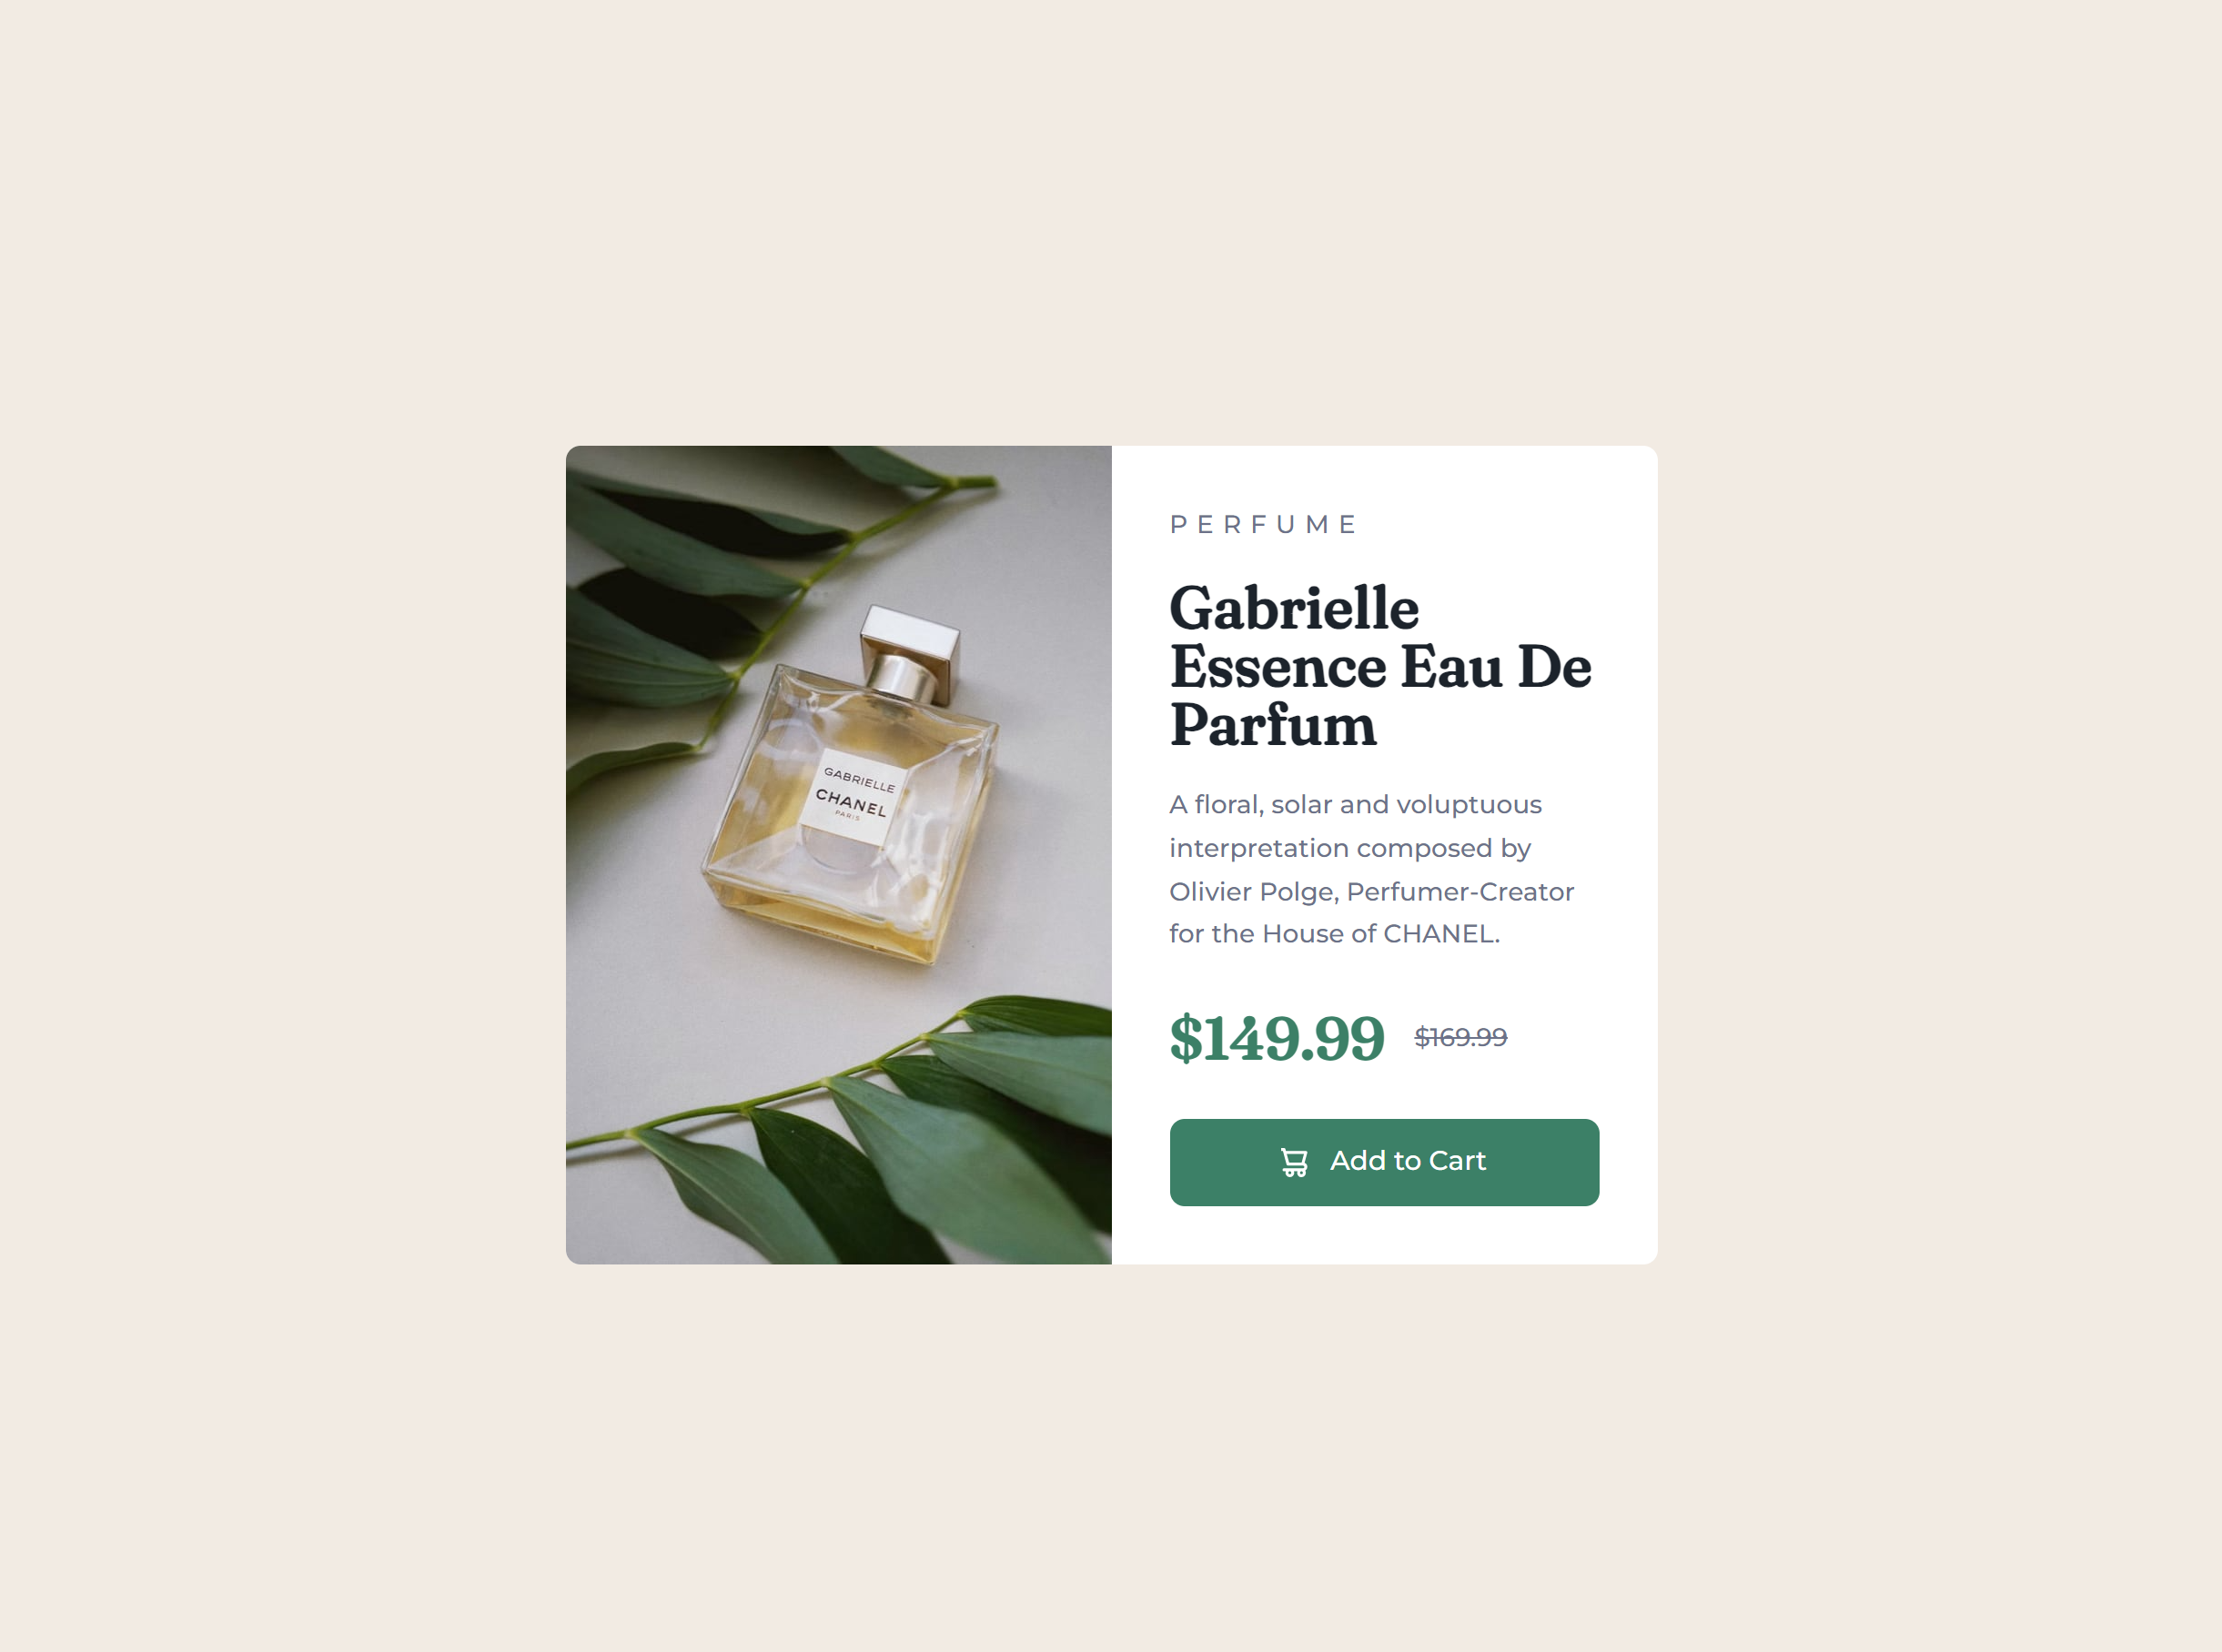 GABRIELLE
CHANEL
PARIS
PERFUME
Gabrielle
Essence Eau De
Parfum
A floral, solar and voluptuous
interpretation composed by
Olivier Polge, Perfumer-Creator
for the House of CHANEL.
$149.99 $169.99
Add to Cart